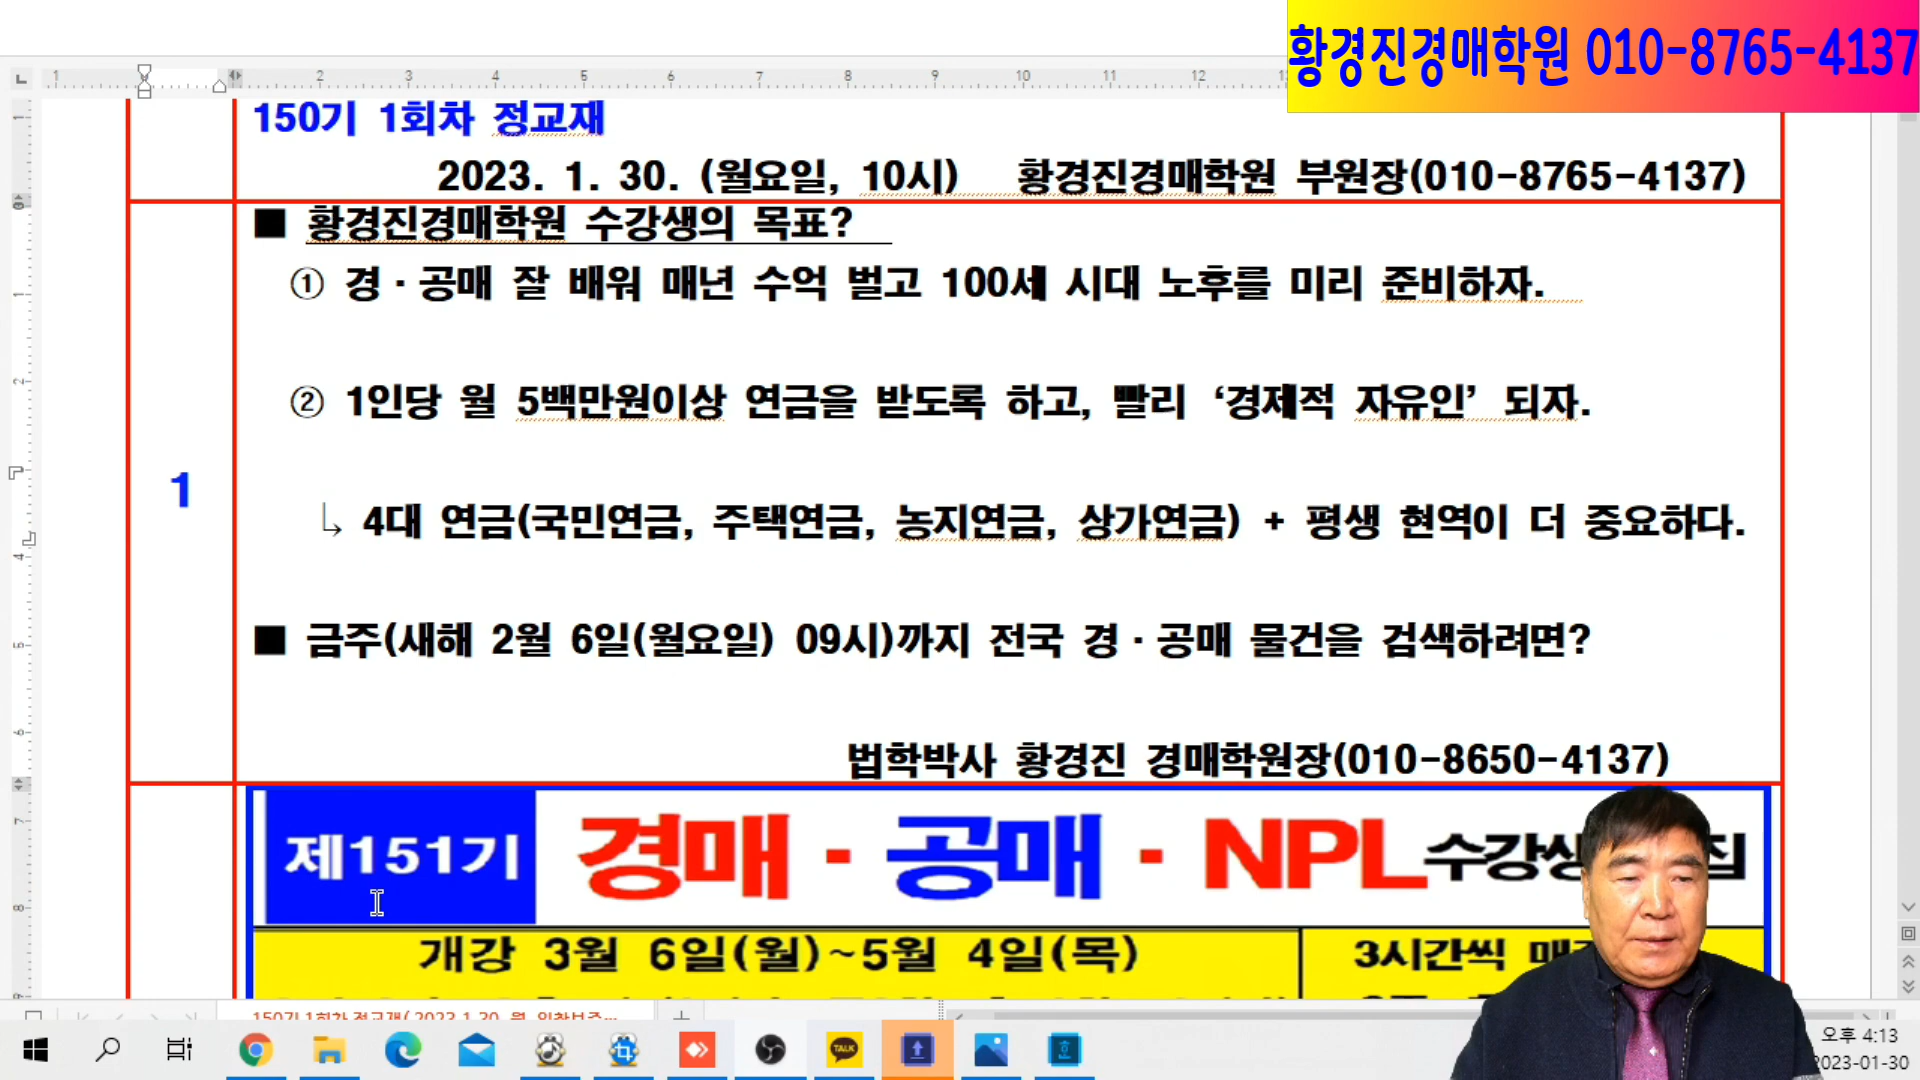 황경진경매학원 010-8765-4137
150기 1회차 정교재
2023. 1. 30. (월요일, 10시) 황경진경매학원 부원장(010-8765-4137)
1
■ 황경진경매학원 수강생의 목표?
① 경·공매 잘 배워 매년 수억 벌고 100세 시대 노후를 미리 준비하자.
② 1인당 월 5백만원이상 연금을 받도록 하고, 빨리 ‘경제적 자유인’ 되자.
↳ 4대 연금(국민연금, 주택연금, 농지연금, 상가연금) + 평생 현역이 더 중요하다.
■ 금주(새해 2월 6일(월요일) 09시)까지 전국 경·공매 물건을 검색하려면?
법학박사 황경진 경매학원장(010-8650-4137)
제151기 경매 · 공매 · NPL 수강생 집
개강 3월 6일(월)~5월 4일(목) 3시간씩
TALK
오후 4:13
2023-01-30